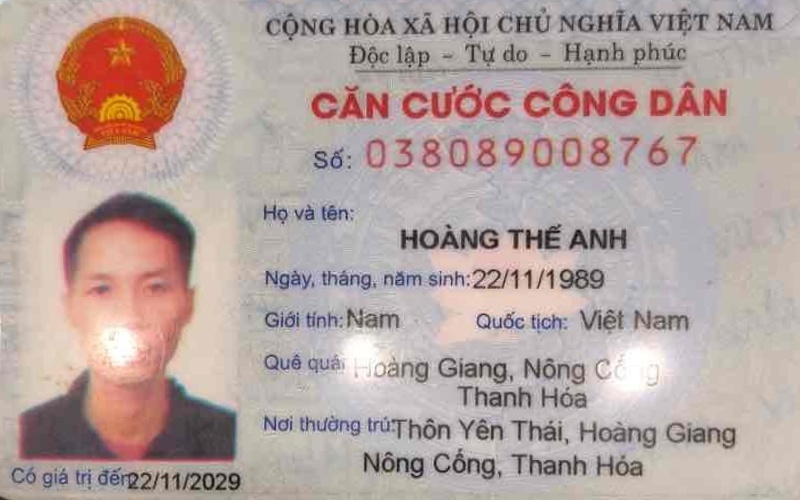 CỘNG HÒA XÃ HỘI CHỦ NGHĨA VIỆT NAM
Độc lập - Tự do - Hạnh phúc
CĂN CƯỚC CÔNG DÂN
Số: 038089008767
Họ và tên:
HOÀNG THẾ ANH
Ngày, tháng, năm sinh: 22/11/1989
Giới tính: Nam Quốc tịch: Việt Nam
Quê quán Hoàng Giang, Nông Cống
Thanh Hóa
Nơi thường trú: Thôn Yên Thái, Hoàng Giang
Nông Cống, Thanh Hóa
Có giá trị đến 22/11/2029